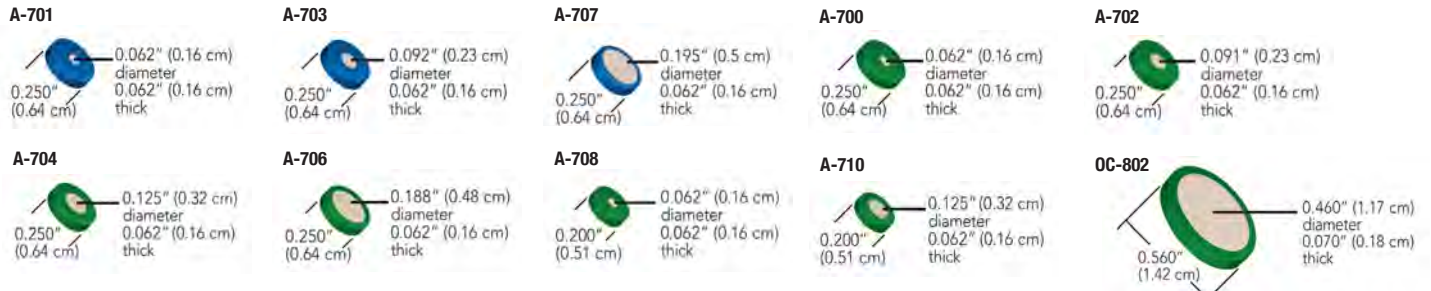 A-701
0.062" (0.16 cm)
diameter
0.062" (0.16 cm)
thick
0.250"
(0.64 cm)
A-703
0.092" (0.23 cm)
diameter
0.062" (0.16 cm)
thick
0.250"
(0.64 cm)
A-707
0.195" (0.5 cm)
diameter
0.062" (0.16 cm)
thick
0.250"
(0.64 cm)
A-700
0.062" (0.16 cm)
diameter
0.062" (0.16 cm)
thick
0.250"
(0.64 cm)
A-702
0.091" (0.23 cm)
diameter
0.062" (0.16 cm)
thick
0.250"
(0.64 cm)
A-704
0.125" (0.32 cm)
diameter
0.062" (0.16 cm)
thick
0.250"
(0.64 cm)
A-706
0.188" (0.48 cm)
diameter
0.062" (0.16 cm)
thick
0.250"
(0.64 cm)
A-708
0.062" (0.16 cm)
diameter
0.062" (0.16 cm)
thick
0.200"
(0.51 cm)
A-710
0.125" (0.32 cm)
diameter
0.062" (0.16 cm)
thick
0.200"
(0.51 cm)
OC-802
0.460" (1.17 cm)
diameter
0.070" (0.18 cm)
thick
0.560"
(1.42 cm)